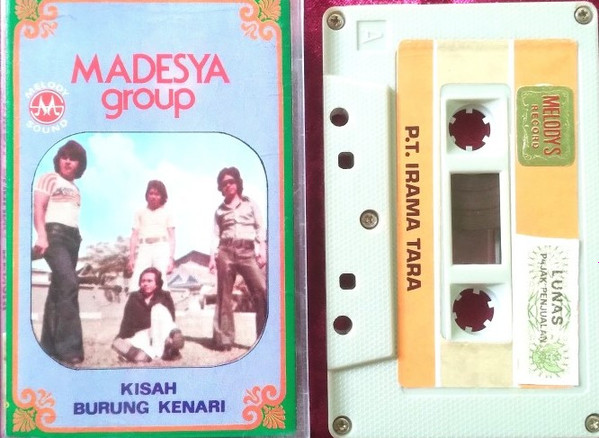 MADESYA
group
MELODY
SOUND
KISAH
BURUNG KENARI
A
P.T. IRAMA TARA
MELODY'S
RECORD
LUNAS
PAJAK PENJUALAN